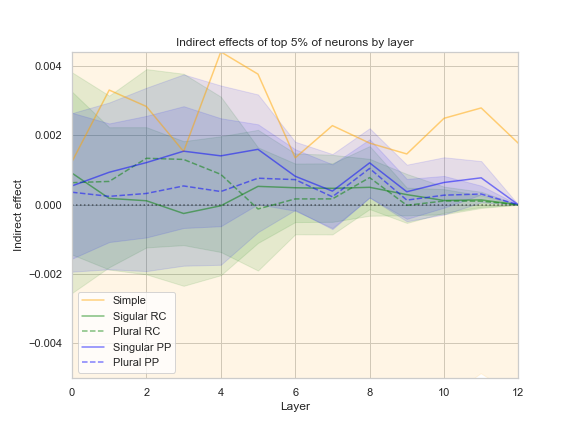 Indirect effects of top 5% of neurons by layer
0.004
0.002
0.000
−0.002
−0.004
Indirect effect
Simple
Sigular RC
Plural RC
Singular PP
Plural PP
0 2 4 6 8 10 12
Layer